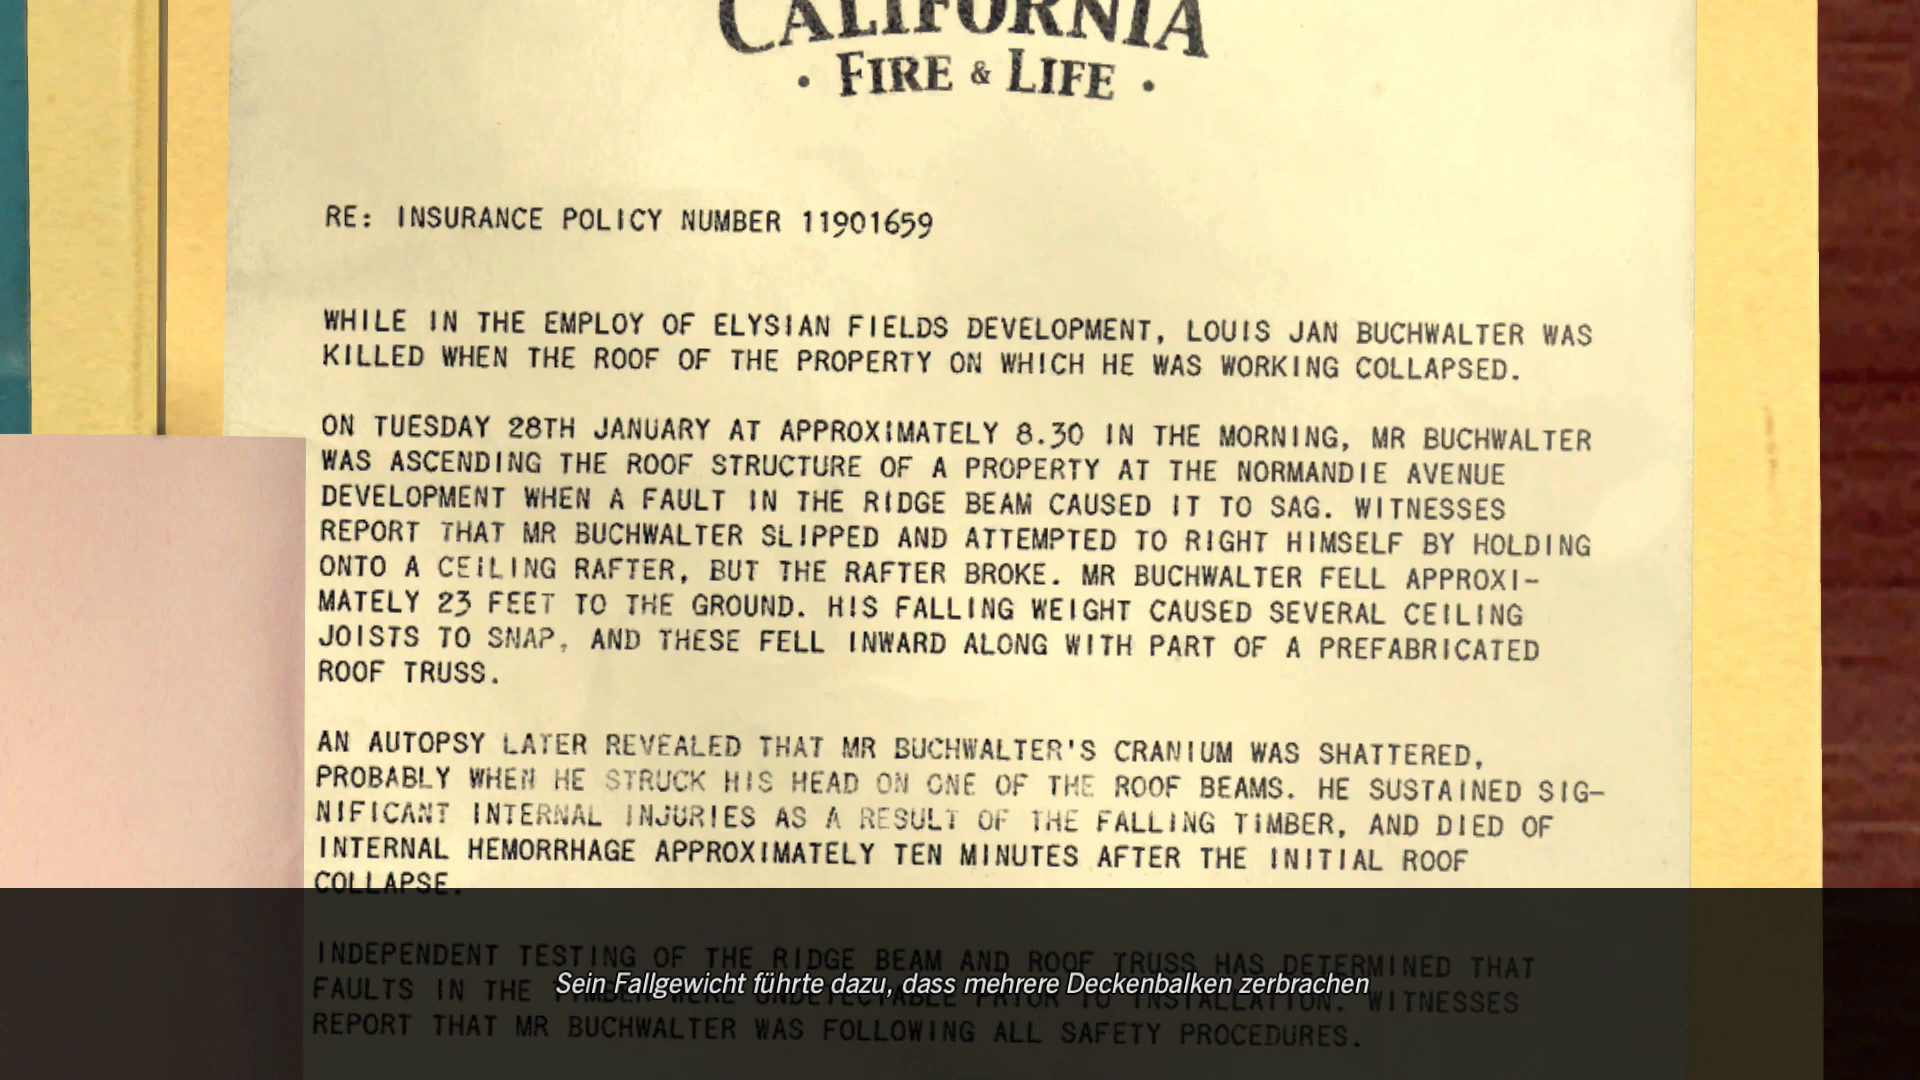 CALIFORNIA
· FIRE & LIFE ·
RE: INSURANCE POLICY NUMBER 11901659
WHILE IN THE EMPLOY OF ELYSIAN FIELDS DEVELOPMENT, LOUIS JAN BUCHWALTER WAS
KILLED WHEN THE ROOF OF THE PROPERTY ON WHICH HE WAS WORKING COLLAPSED.
ON TUESDAY 28TH JANUARY AT APPROXIMATELY 8.30 IN THE MORNING, MR BUCHWALTER
WAS ASCENDING THE ROOF STRUCTURE OF A PROPERTY AT THE NORMANDIE AVENUE
DEVELOPMENT WHEN A FAULT IN THE RIDGE BEAM CAUSED IT TO SAG. WITNESSES
REPORT THAT MR BUCHWALTER SLIPPED AND ATTEMPTED TO RIGHT HIMSELF BY HOLDING
ONTO A CEILING RAFTER, BUT THE RAFTER BROKE. MR BUCHWALTER FELL APPROXI-
MATELY 23 FEET TO THE GROUND. HIS FALLING WEIGHT CAUSED SEVERAL CEILING
JOISTS TO SNAP, AND THESE FELL INWARD ALONG WITH PART OF A PREFABRICATED
ROOF TRUSS.
AN AUTOPSY LATER REVEALED THAT MR BUCHWALTER'S CRANIUM WAS SHATTERED,
PROBABLY WHEN HE STRUCK HIS HEAD ON ONE OF THE ROOF BEAMS. HE SUSTAINED SIG-
NIFICANT INTERNAL INJURIES AS A RESULT OF THE FALLING TIMBER, AND DIED OF
INTERNAL HEMORRHAGE APPROXIMATELY TEN MINUTES AFTER THE INITIAL ROOF
COLLAPSE.
INDEPENDENT TESTING OF THE RIDGE BEAM AND ROOF TRUSS HAS DETERMINED THAT
Sein Fallgewicht führte dazu, dass mehrere Deckenbalken zerbrachen
FAULTS IN THE TIMBER WERE UNDETECTABLE PRIOR TO INSTALLATION. WITNESSES
REPORT THAT MR BUCHWALTER WAS FOLLOWING ALL SAFETY PROCEDURES.